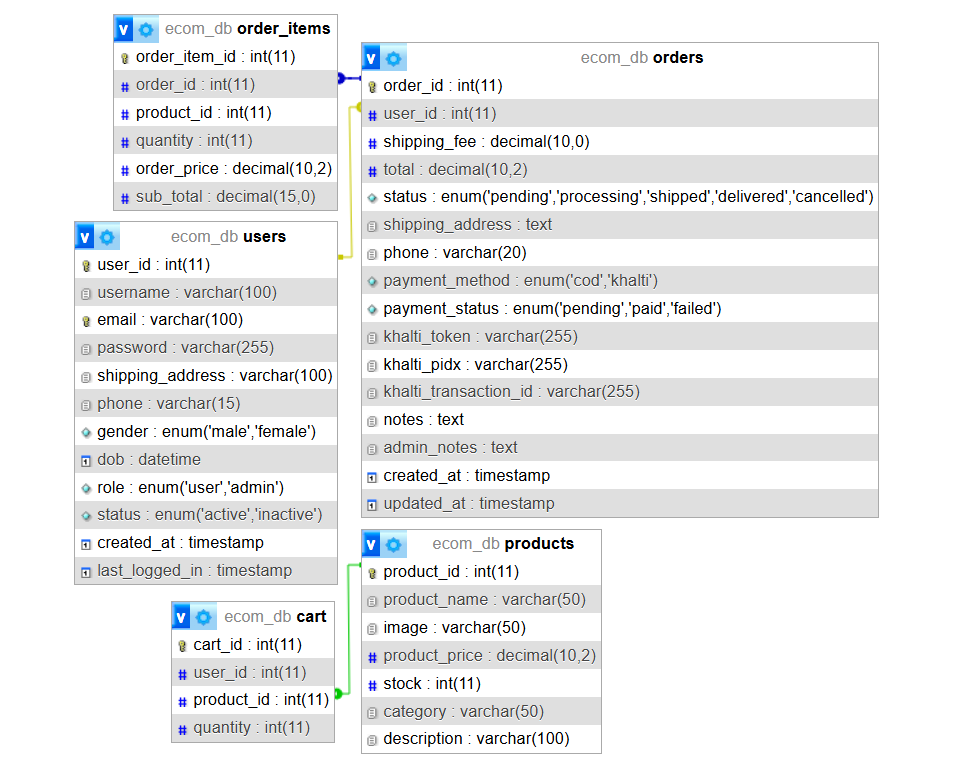 v ecom_db order_items
order_item_id : int(11)
# order_id : int(11)
# product_id : int(11)
# quantity : int(11)
# order_price : decimal(10,2)
# sub_total : decimal(15,0)
v ecom_db orders
order_id : int(11)
# user_id : int(11)
# shipping_fee : decimal(10,0)
# total : decimal(10,2)
status : enum('pending','processing','shipped','delivered','cancelled')
shipping_address : text
phone : varchar(20)
payment_method : enum('cod','khalti')
payment_status : enum('pending','paid','failed')
khalti_token : varchar(255)
khalti_pidx : varchar(255)
khalti_transaction_id : varchar(255)
notes : text
admin_notes : text
created_at : timestamp
updated_at : timestamp
v ecom_db users
user_id : int(11)
username : varchar(100)
email : varchar(100)
password : varchar(255)
shipping_address : varchar(100)
phone : varchar(15)
gender : enum('male','female')
dob : datetime
role : enum('user','admin')
status : enum('active','inactive')
created_at : timestamp
last_logged_in : timestamp
v ecom_db products
product_id : int(11)
product_name : varchar(50)
image : varchar(50)
# product_price : decimal(10,2)
# stock : int(11)
category : varchar(50)
description : varchar(100)
v ecom_db cart
cart_id : int(11)
# user_id : int(11)
# product_id : int(11)
# quantity : int(11)